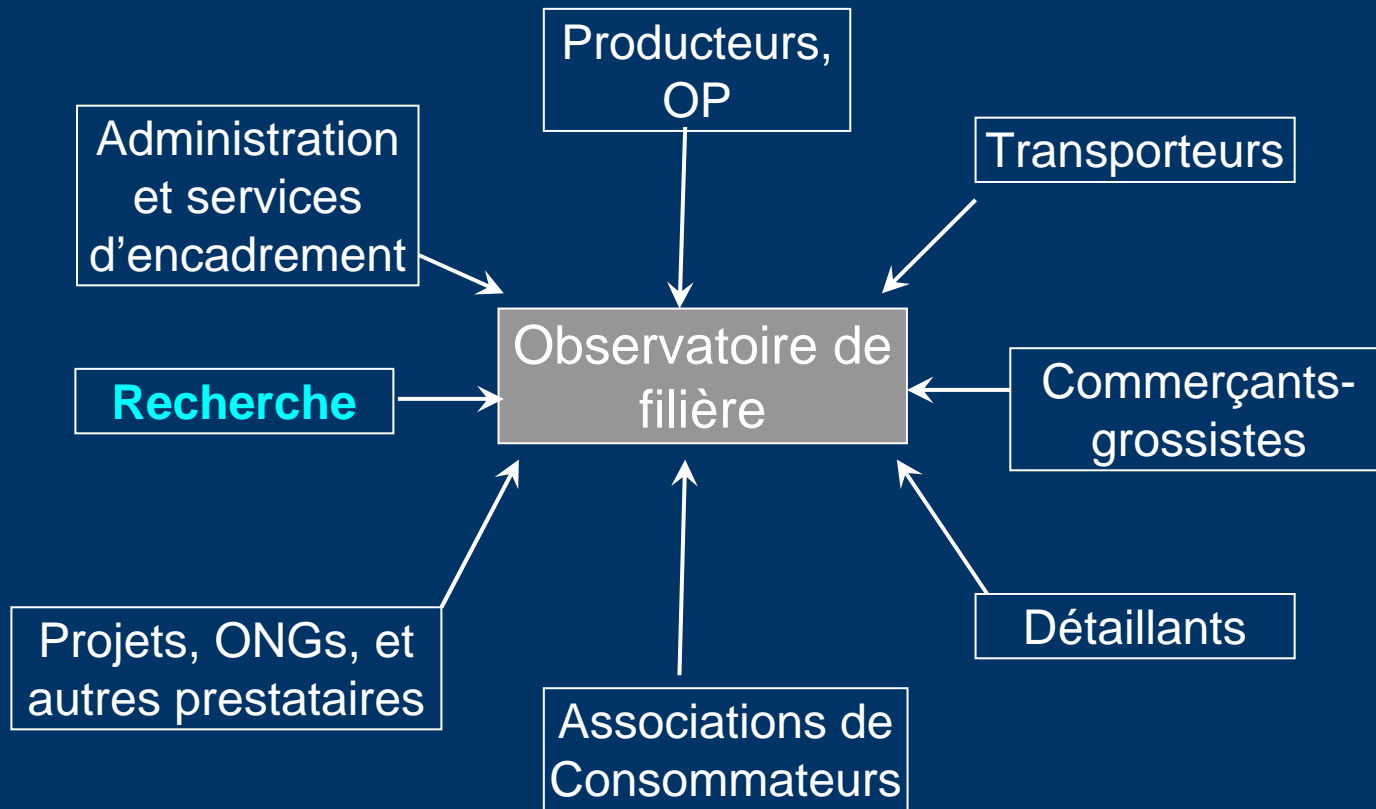 Producteurs,
OP
Administration
et services
d’encadrement
Transporteurs
Observatoire de
filière
Recherche
Commerçants-
grossistes
Projets, ONGs, et
autres prestataires
Détaillants
Associations de
Consommateurs